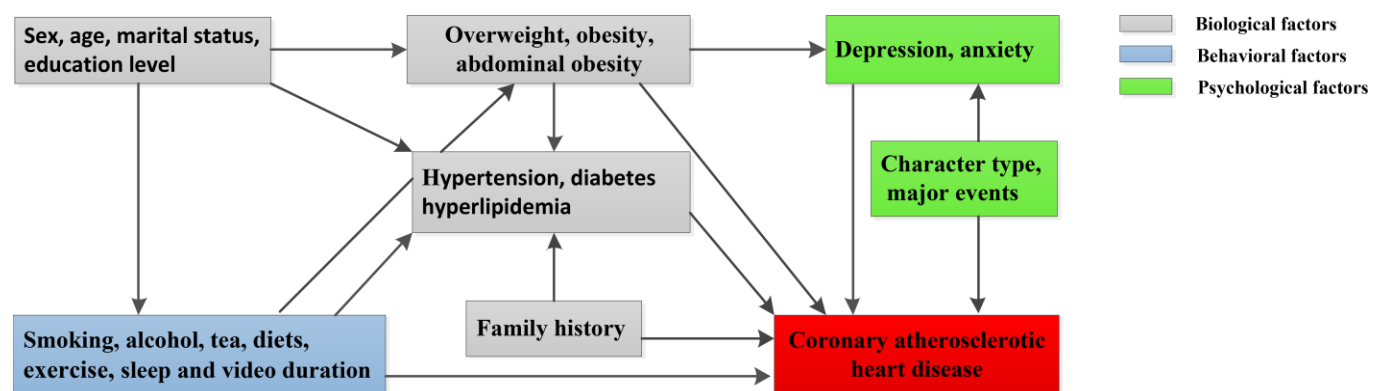 Sex, age, marital status,
education level
Overweight, obesity,
abdominal obesity
Depression, anxiety
Biological factors
Behavioral factors
Psychological factors
Hypertension, diabetes
hyperlipidemia
Character type,
major events
Smoking, alcohol, tea, diets,
exercise, sleep and video duration
Family history
Coronary atherosclerotic
heart disease